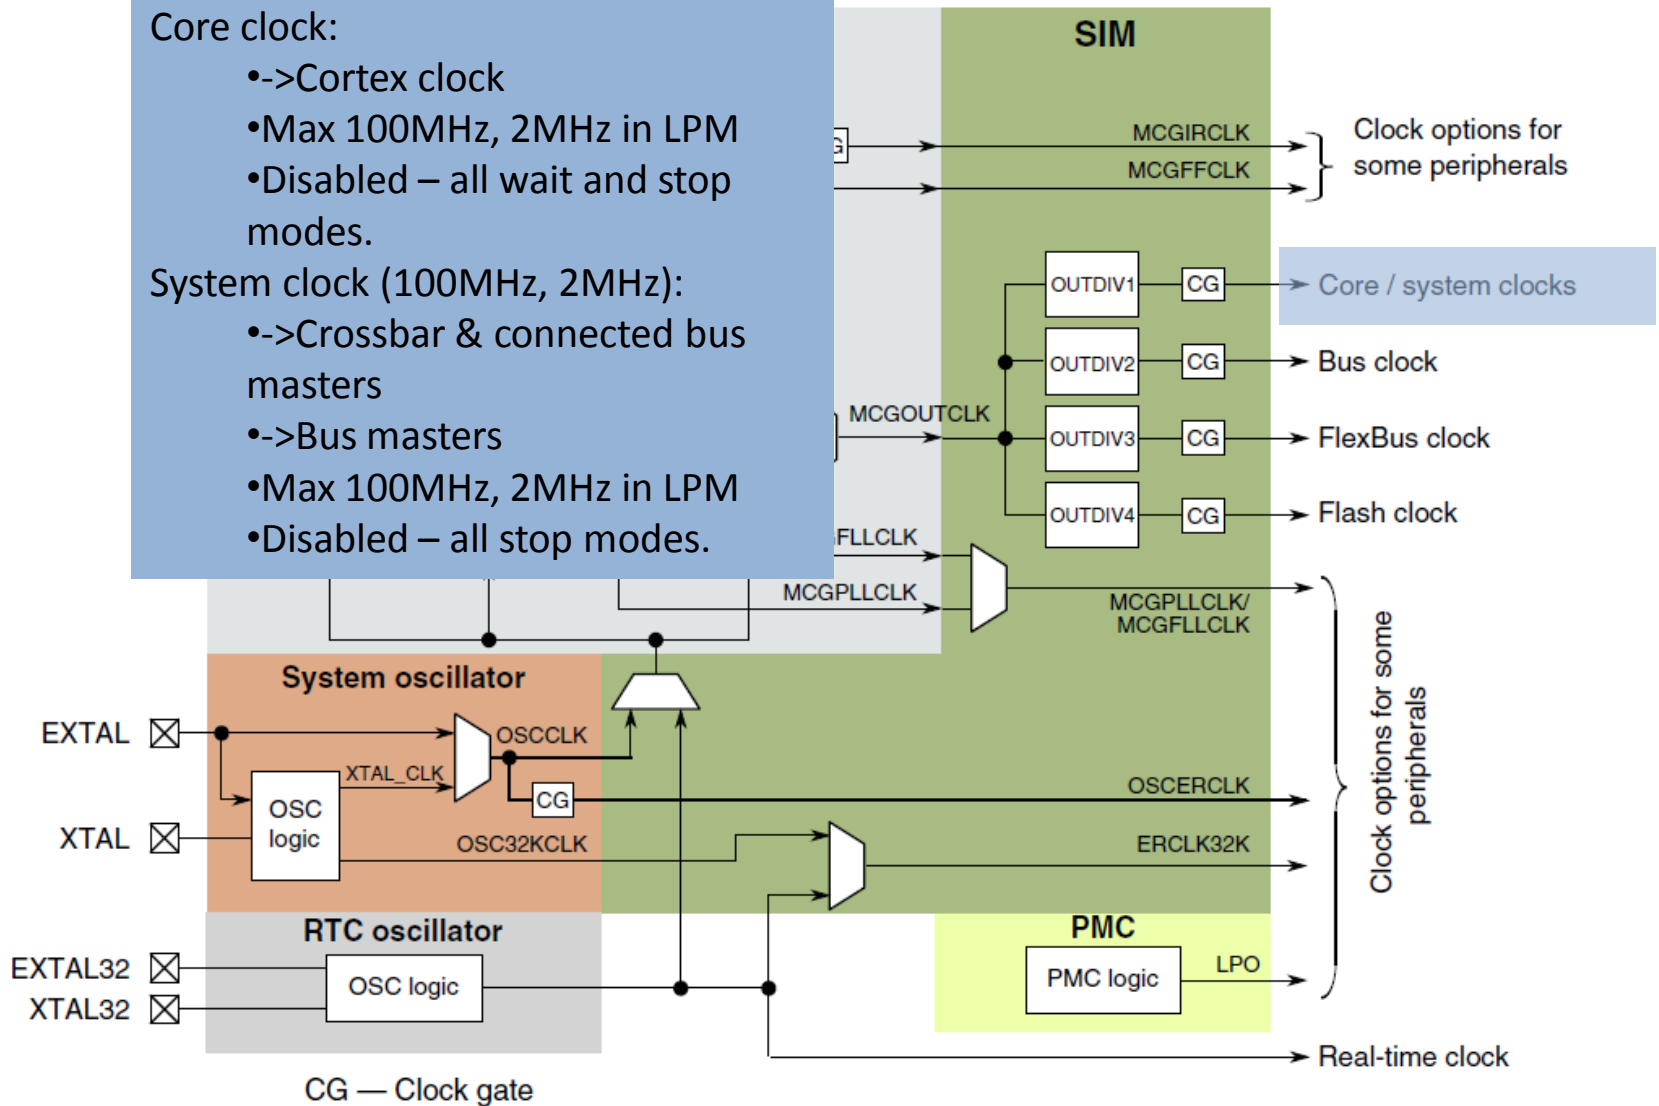 Core clock:
•->Cortex clock
•Max 100MHz, 2MHz in LPM
•Disabled – all wait and stop
modes.
System clock (100MHz, 2MHz):
•->Crossbar & connected bus
masters
•->Bus masters
•Max 100MHz, 2MHz in LPM
•Disabled – all stop modes.
SIM
MCGIRCLK
MCGFFCLK
Clock options for
some peripherals
OUTDIV1
CG
Core / system clocks
OUTDIV2
CG
Bus clock
MCGOUTCLK
OUTDIV3
CG
FlexBus clock
OUTDIV4
CG
Flash clock
FLLCLK
MCGPLLCLK
MCGPLLCLK/
MCGFLLCLK
Clock options for some
peripherals
System oscillator
EXTAL
OSCCLK
XTAL_CLK
OSC
logic
CG
OSCERCLK
XTAL
OSC32KCLK
ERCLK32K
RTC oscillator
PMC
EXTAL32
XTAL32
OSC logic
PMC logic
LPO
Real-time clock
CG — Clock gate